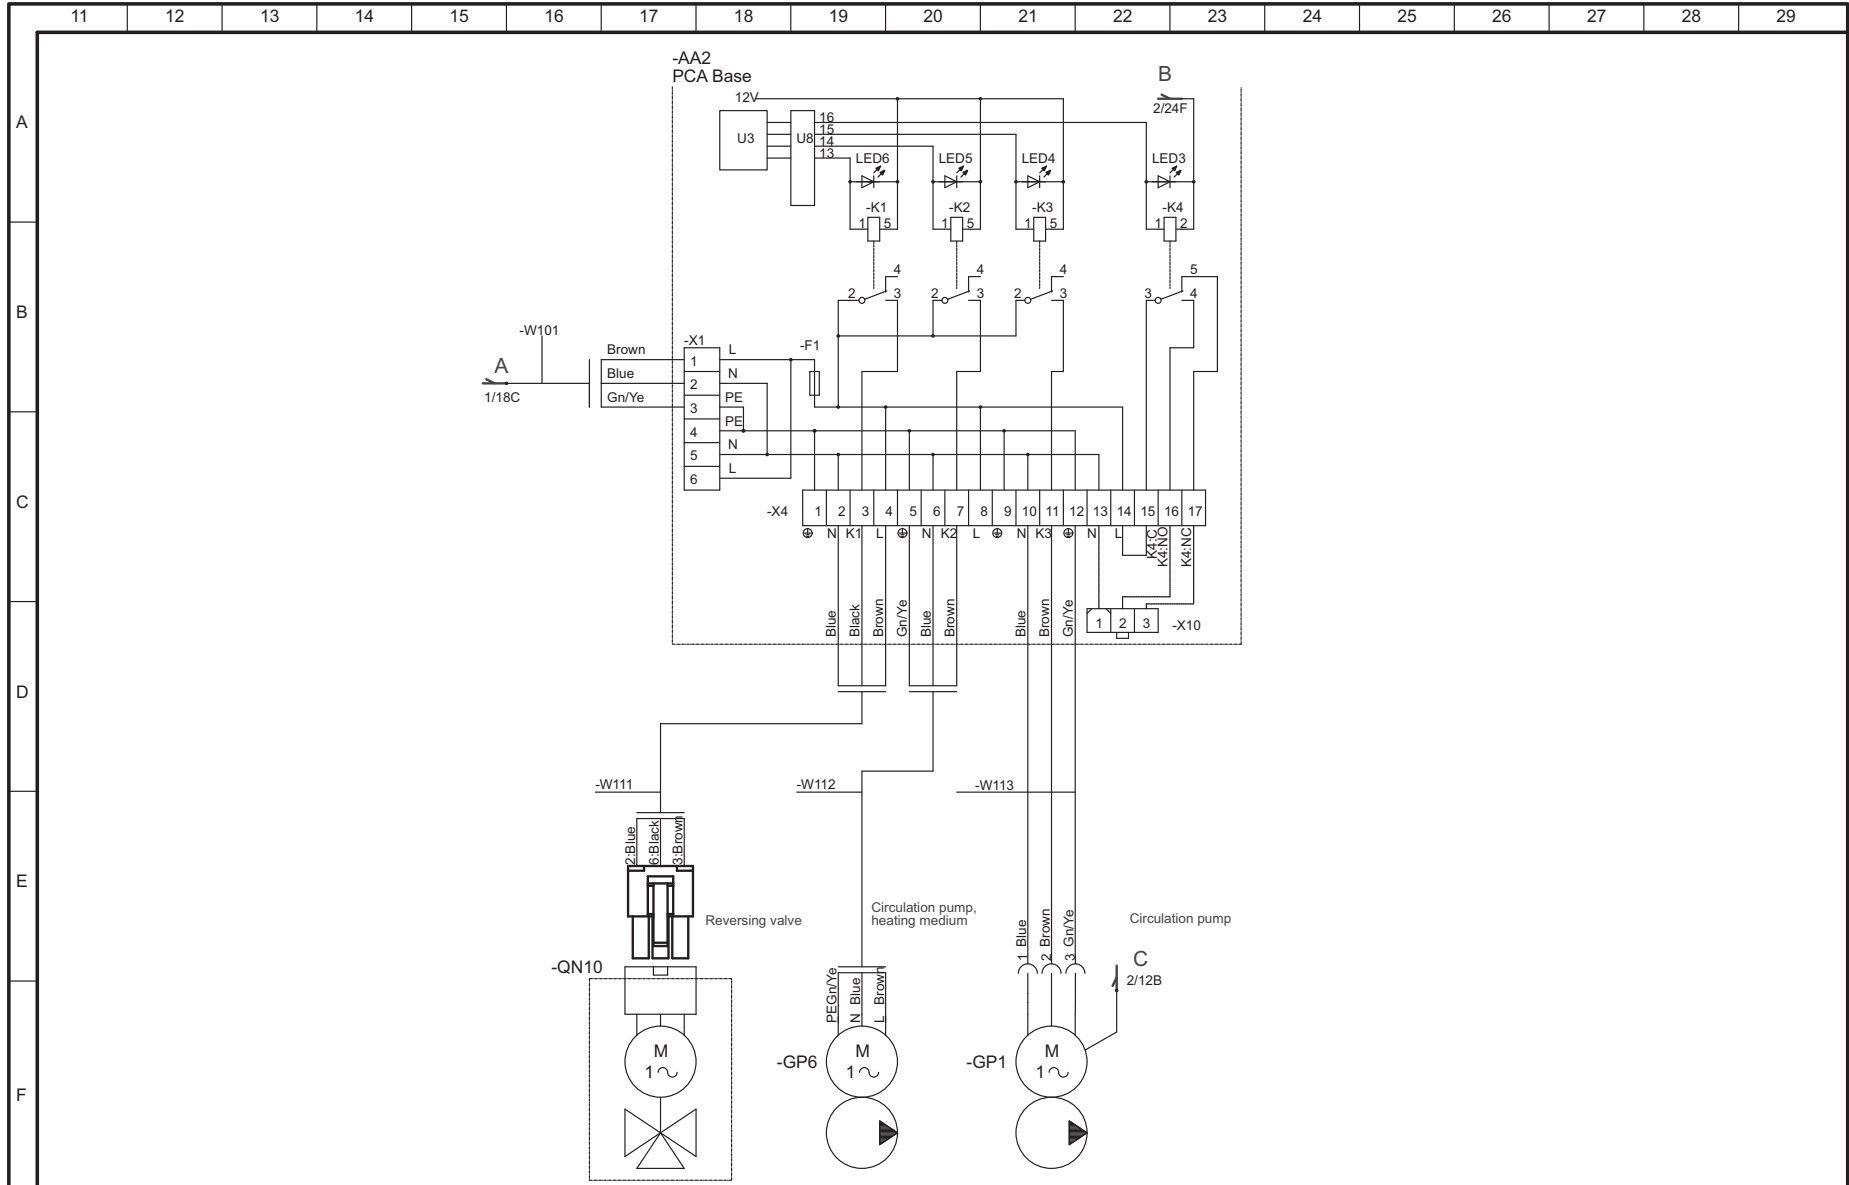 11 12 13 14 15 16 17 18 19 20 21 22 23 24 25 26 27 28 29
A
B
C
D
E
F
-AA2
PCA Base
12V
U3
U8
16
15
14
13
LED6
LED5
LED4
LED3
B
2/24F
-K1
1 5
-K2
1 5
-K3
1 5
-K4
1 2
2 4 3
2 4 3
2 4 3
3 5 4
-W101
A
1/18C
Brown
Blue
Gn/Ye
-X1
1 L
2 N
3 PE
4 PE
5 N
6 L
-F1
-X4
1 2 3 4 5 6 7 8 9 10 11 12 13 14 15 16 17
N K1 L N K2 L N K3 N L K4:C K4:NO K4:NC
Blue
Black
Brown
Gn/Ye
Blue
Brown
Blue
Brown
Gn/Ye
1 2 3
-X10
-W111
-W112
-W113
2:Blue
6:Black
3:Brown
Reversing valve
Circulation pump,
heating medium
Circulation pump
1 Blue
2 Brown
3 Gn/Ye
C
2/12B
-QN10
PEGn/Ye
N Blue
L Brown
M
1
-GP6
M
1
-GP1
M
1